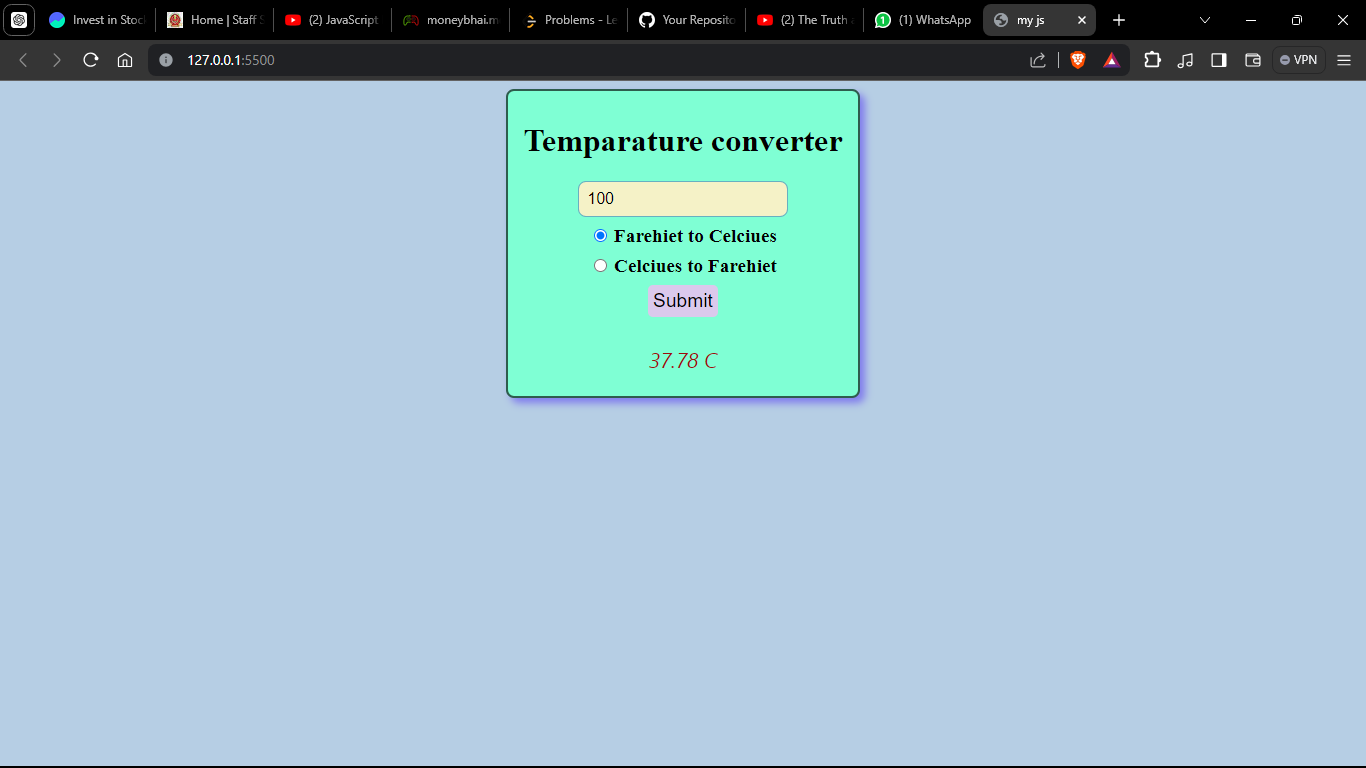 Invest in Stoc
Home | Staff S
(2) JavaScript
moneybhai.m
Problems - Le
Your Reposito
(2) The Truth a
1
(1) WhatsApp
my js
127.0.0.1:5500
VPN
Temparature converter
100
Farehiet to Celciues
Celciues to Farehiet
Submit
37.78 C